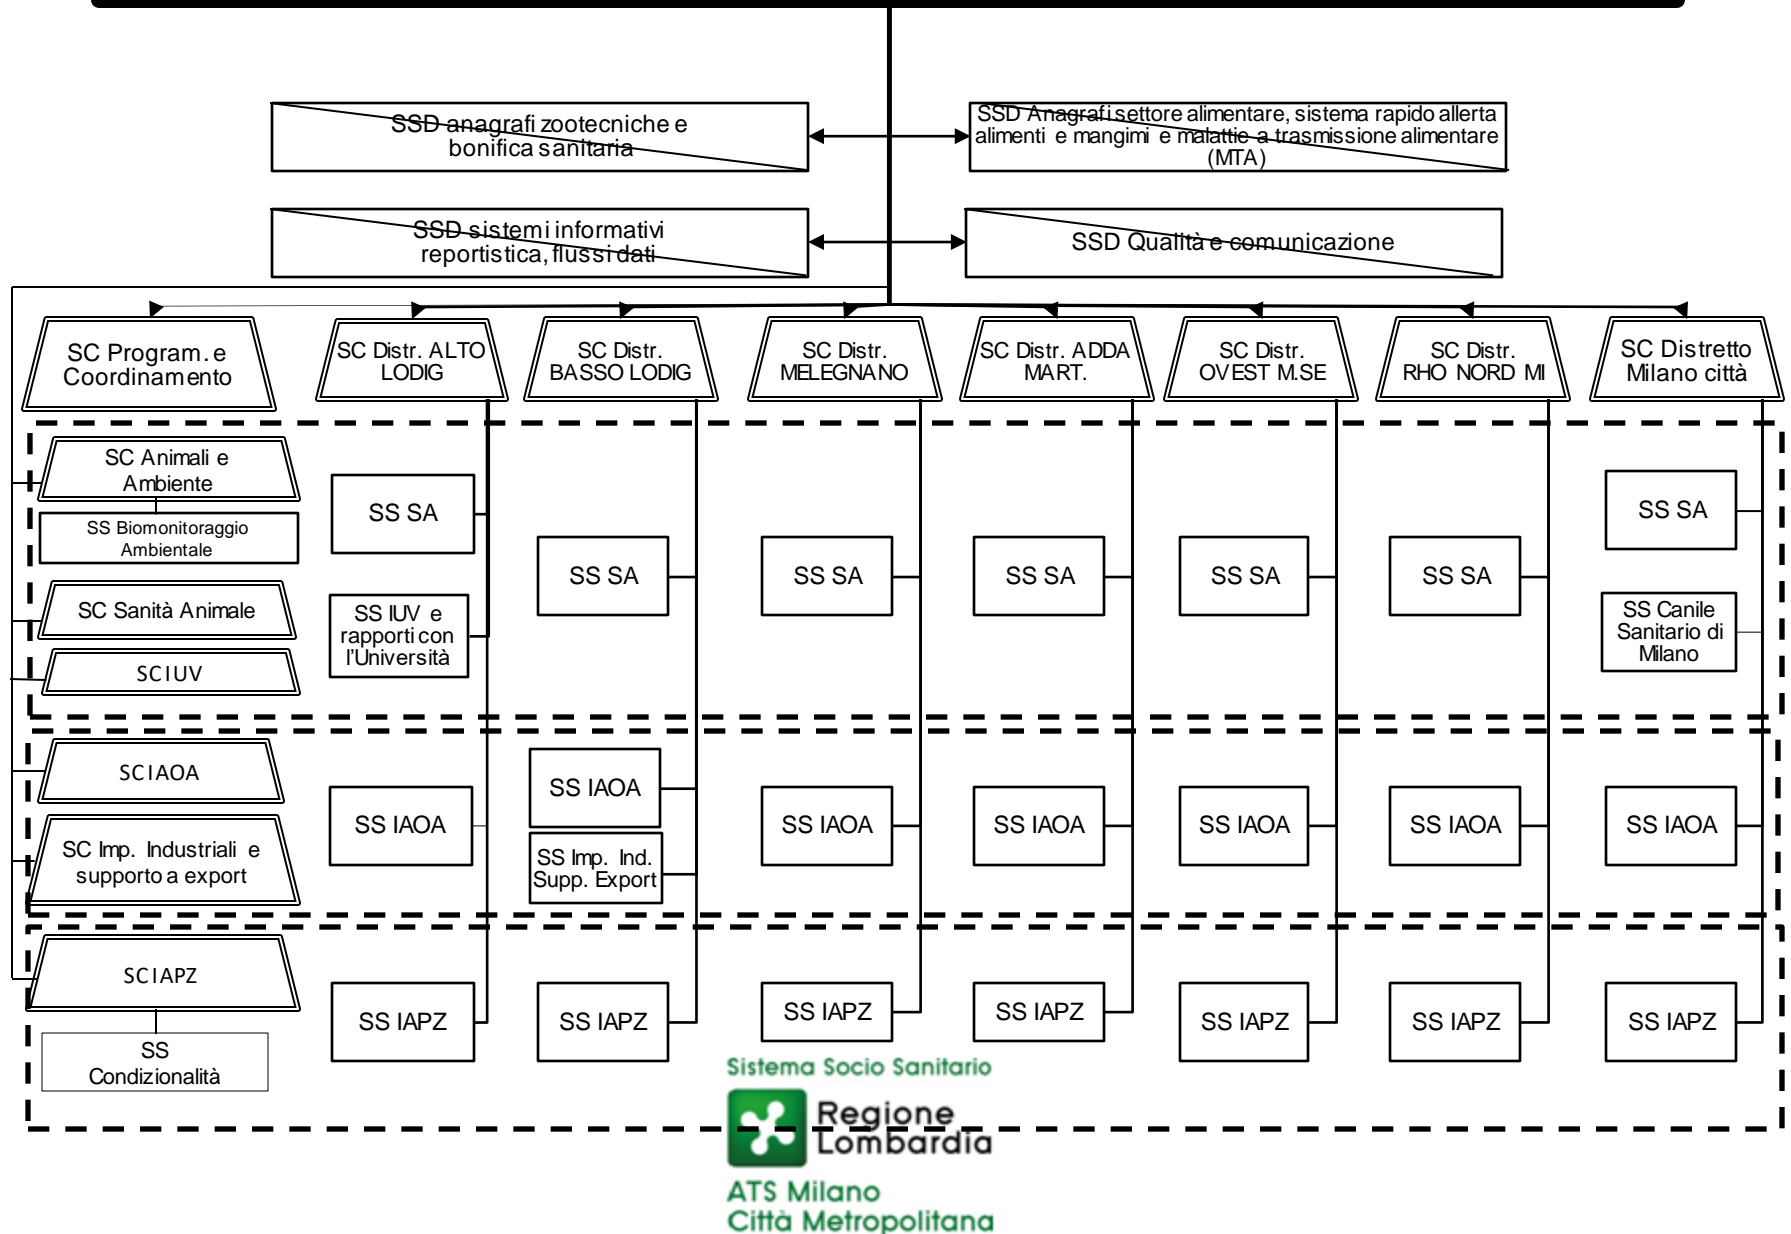 SSD anagrafi zootecniche e
bonifica sanitaria
SSD Anagrafi settore alimentare, sistema rapido allerta
alimenti e mangimi e malattie a trasmissione alimentare
(MTA)
SSD sistemi informativi
reportistica, flussi dati
SSD Qualità e comunicazione
SC Program. e
Coordinamento
SC Distr. ALTO
LODIG
SC Distr.
BASSO LODIG
SC Distr.
MELEGNANO
SC Distr. ADDA
MART.
SC Distr.
OVEST M.SE
SC Distr.
RHO NORD MI
SC Distretto
Milano città
SC Animali e
Ambiente
SS Biomonitoraggio
Ambientale
SC Sanità Animale
SC IUV
SS SA
SS IUV e
rapporti con
l'Università
SS SA
SS SA
SS SA
SS SA
SS SA
SS SA
SS Canile
Sanitario di
Milano
SC IAOA
SC Imp. Industriali e
supporto a export
SS IAOA
SS IAOA
SS Imp. Ind.
Supp. Export
SS IAOA
SS IAOA
SS IAOA
SS IAOA
SS IAOA
SC IAPZ
SS
Condizionalità
SS IAPZ
SS IAPZ
SS IAPZ
SS IAPZ
SS IAPZ
SS IAPZ
SS IAPZ
Sistema Socio Sanitario
Regione
Lombardia
ATS Milano
Città Metropolitana